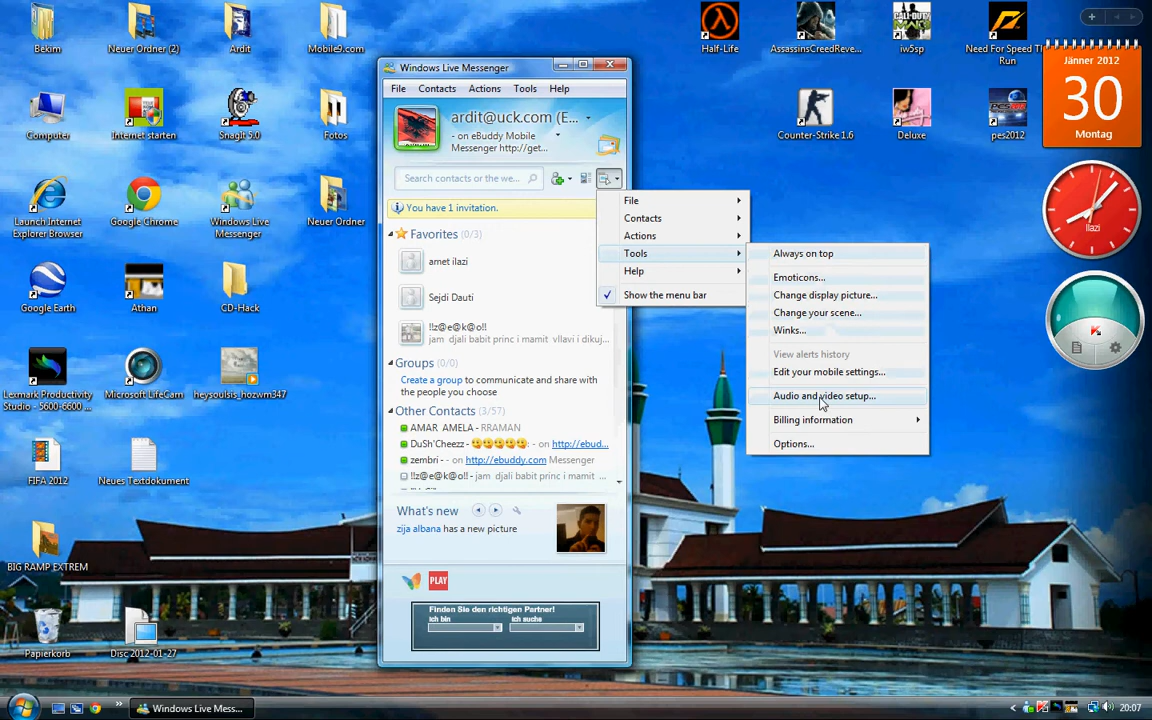 Bekim
Neuer Ordner (2)
Ardit
Mobile9.com
Half-Life
AssassinsCreedReve...
iw5sp
Need For Speed Th
Run
Jänner 2012
30
Montag
Computer
Internet starten
SnagIt 5.0
Fotos
Counter-Strike 1.6
Deluxe
pes2012
Launch Internet
Explorer Browser
Google Chrome
Windows Live
Messenger
Neuer Ordner
Ilazi
Google Earth
Athan
CD-Hack
Lexmark Productivity
Studio - 5600-6600 ...
Microsoft LifeCam
heysoulsis_hozwm347
FIFA 2012
Neues Textdokument
BIG RAMP EXTREM
Papierkorb
Disc 2012-01-27
Windows Live Messenger
File Contacts Actions Tools Help
ardit@uck.com (E...
- on eBuddy Mobile
Messenger http://get...
Search contacts or the we...
You have 1 invitation.
Favorites (0/3)
amet ilazi
Sejdi Dauti
!!z@e@k@o!!
jam djali babit princ i mamit vllavi i dikuj...
Groups (0/0)
Create a group to communicate and share with
the people you choose
Other Contacts (3/57)
AMAR AMELA - RRAMAN
DuSh'Cheezz - 😗😗😗😗😗: - on http://ebud...
zembri - on http://ebuddy.com Messenger
!!z@e@k@o!! - jam djali babit princ i mamit ...
What's new
zija albana has a new picture
PLAY
Finden Sie den richtigen Partner!
ich bin ich suche
File
Contacts
Actions
Tools
Help
Show the menu bar
Always on top
Emoticons...
Change display picture...
Change your scene...
Winks...
View alerts history
Edit your mobile settings...
Audio and video setup...
Billing information
Options...
Windows Live Mess...
20:07